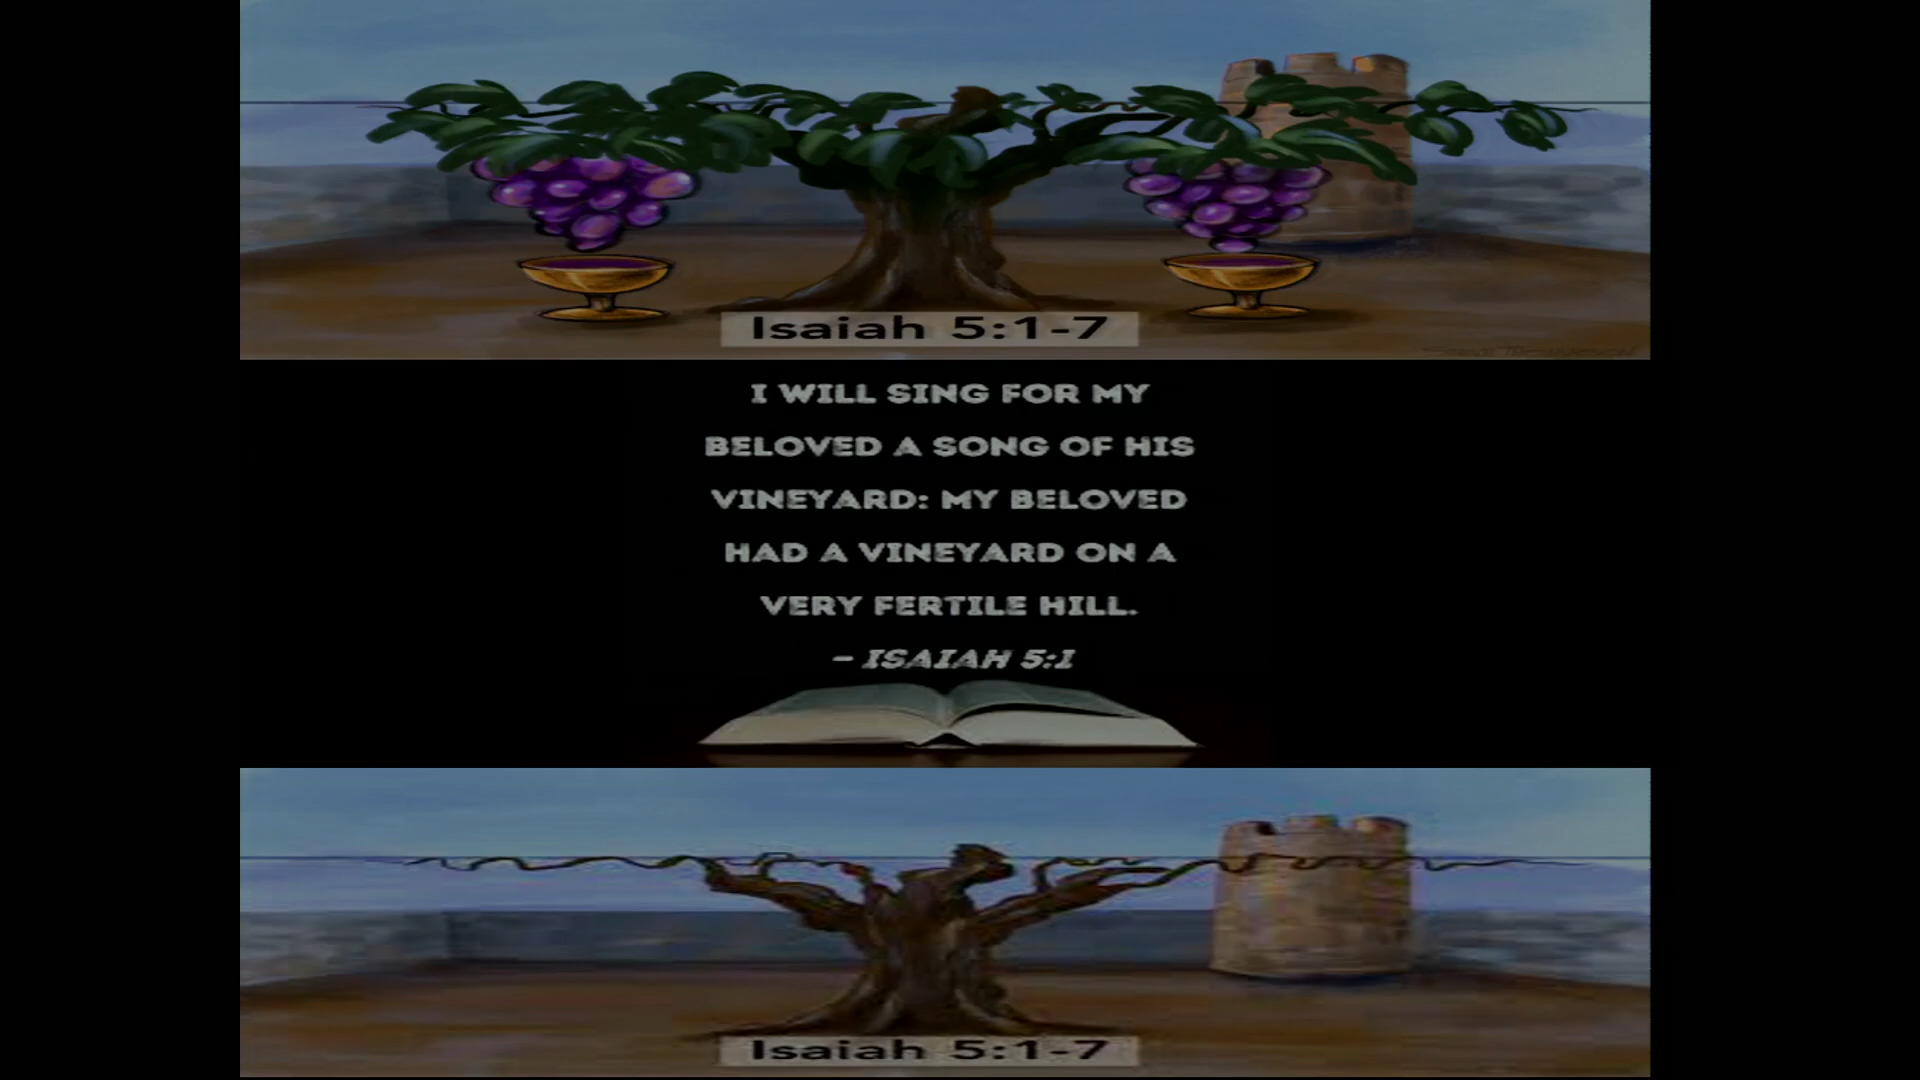 Isaiah 5:1-7
I WILL SING FOR MY
BELOVED A SONG OF HIS
VINEYARD: MY BELOVED
HAD A VINEYARD ON A
VERY FERTILE HILL.
– ISAIAH 5:1
Isaiah 5:1-7